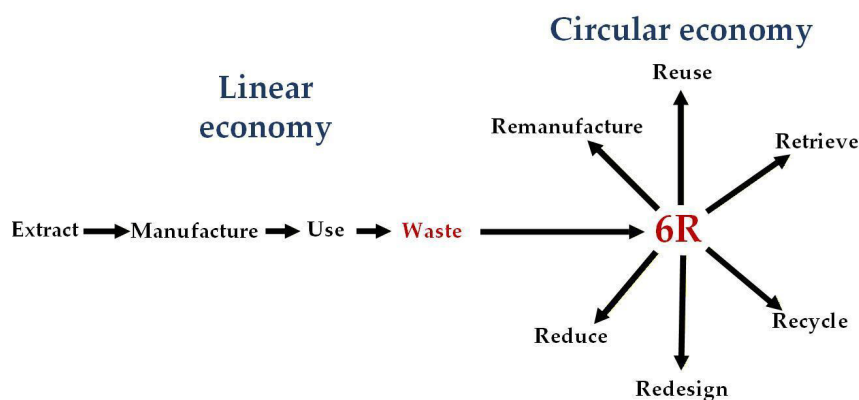 Circular economy
Linear
economy
Reuse
Remanufacture
Retrieve
Extract Manufacture Use Waste 6R
Reduce
Recycle
Redesign